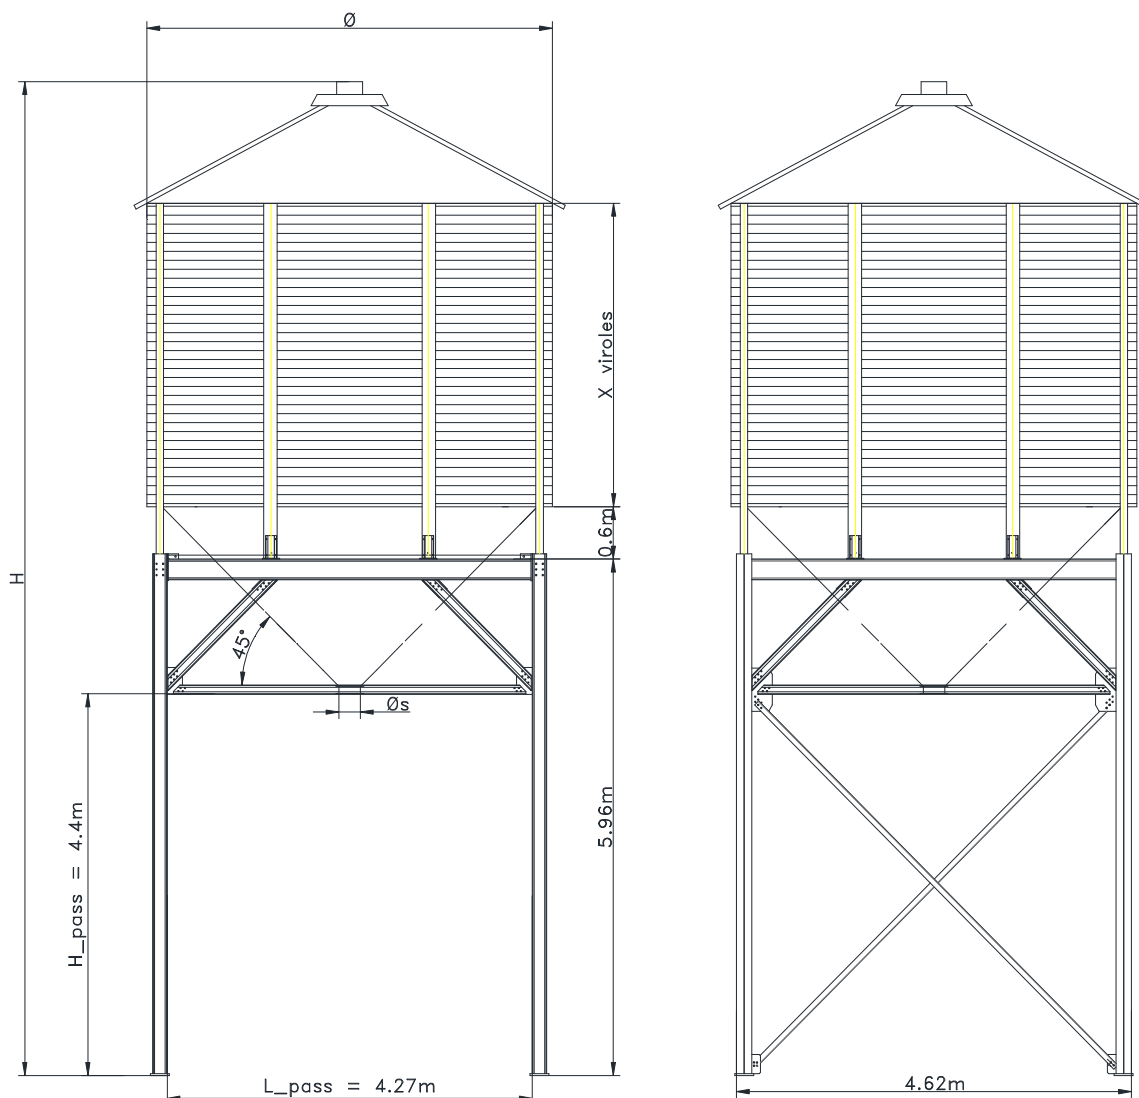 Ø
H
X viroles
0.6m
45°
Øs
5.96m
H_pass = 4.4m
L_pass = 4.27m
4.62m